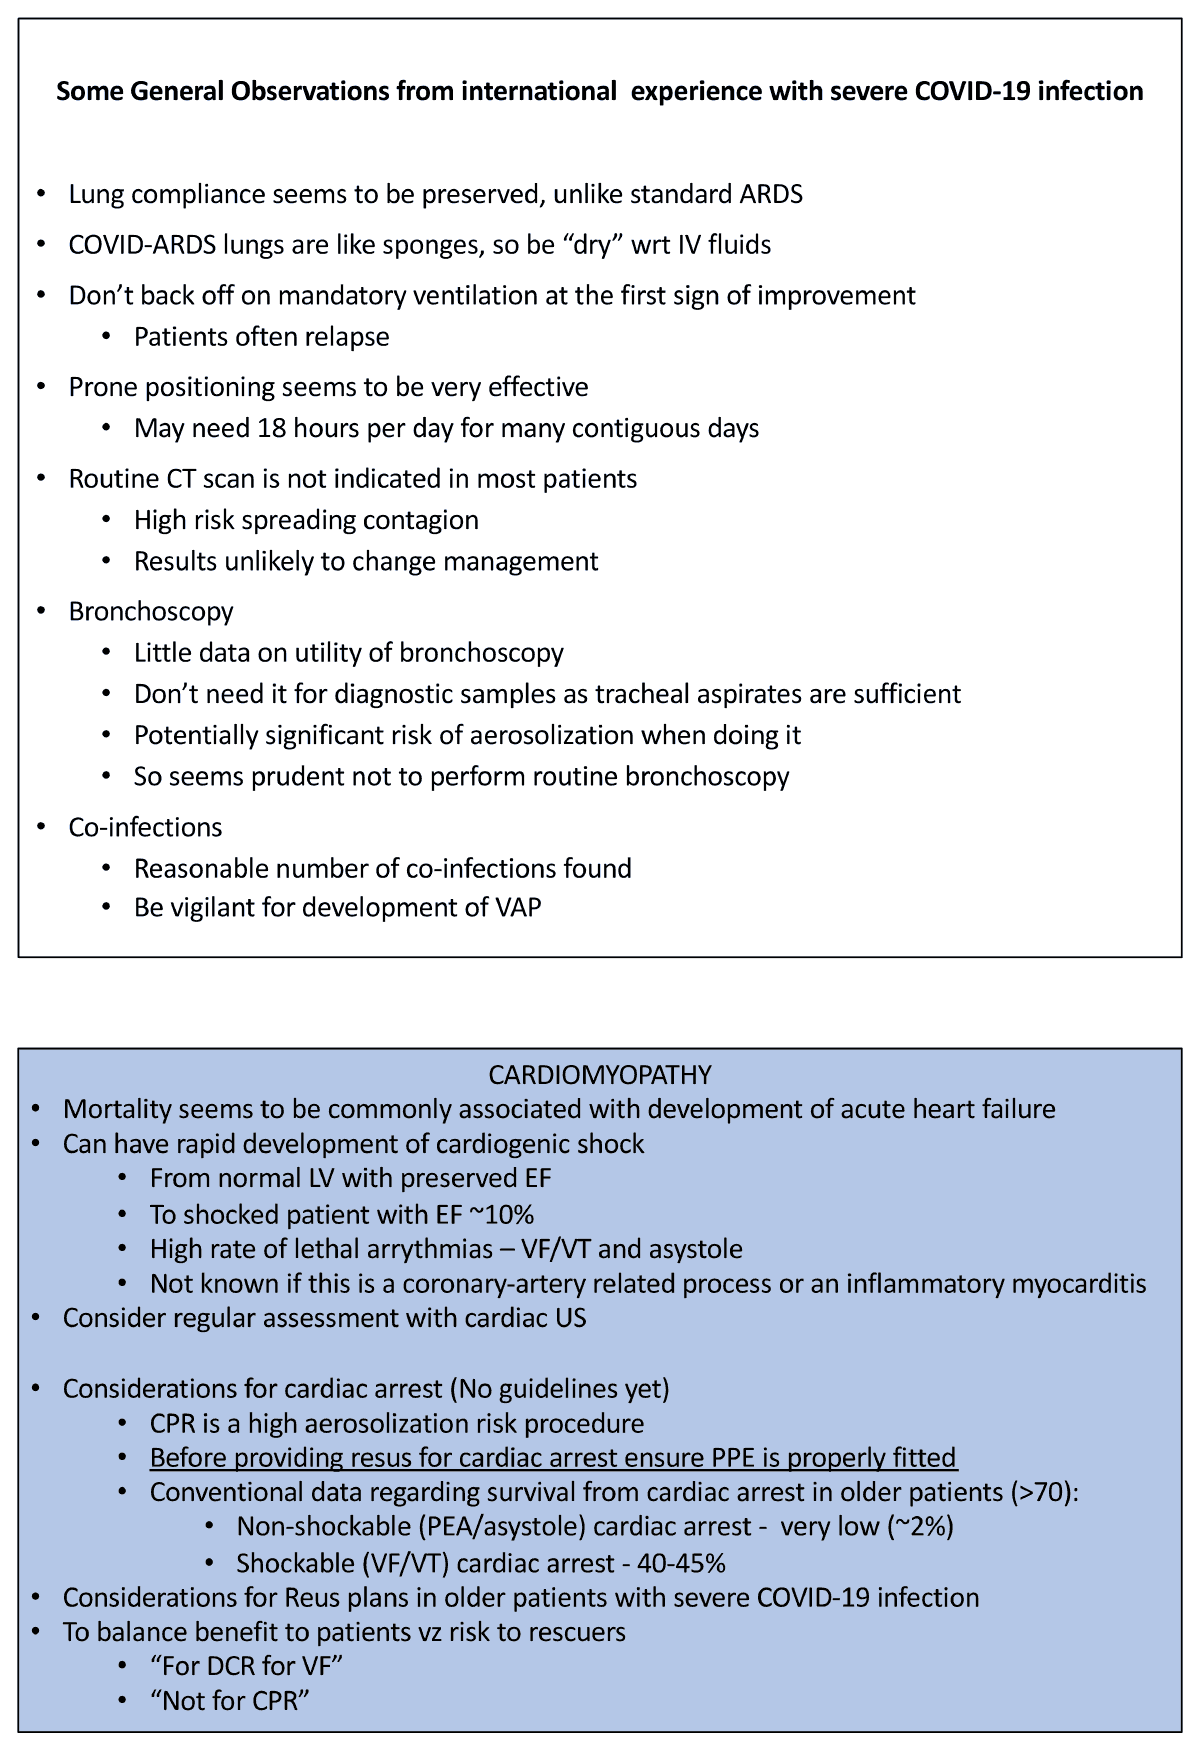 Some General Observations from international experience with severe COVID-19 infection
• Lung compliance seems to be preserved, unlike standard ARDS
• COVID-ARDS lungs are like sponges, so be “dry” wrt IV fluids
• Don’t back off on mandatory ventilation at the first sign of improvement
• Patients often relapse
• Prone positioning seems to be very effective
• May need 18 hours per day for many contiguous days
• Routine CT scan is not indicated in most patients
• High risk spreading contagion
• Results unlikely to change management
• Bronchoscopy
• Little data on utility of bronchoscopy
• Don’t need it for diagnostic samples as tracheal aspirates are sufficient
• Potentially significant risk of aerosolization when doing it
• So seems prudent not to perform routine bronchoscopy
• Co-infections
• Reasonable number of co-infections found
• Be vigilant for development of VAP
CARDIOMYOPATHY
• Mortality seems to be commonly associated with development of acute heart failure
• Can have rapid development of cardiogenic shock
• From normal LV with preserved EF
• To shocked patient with EF ~10%
• High rate of lethal arrythmias – VF/VT and asystole
• Not known if this is a coronary-artery related process or an inflammatory myocarditis
• Consider regular assessment with cardiac US
• Considerations for cardiac arrest (No guidelines yet)
• CPR is a high aerosolization risk procedure
• Before providing resus for cardiac arrest ensure PPE is properly fitted
• Conventional data regarding survival from cardiac arrest in older patients (>70):
• Non-shockable (PEA/asystole) cardiac arrest - very low (~2%)
• Shockable (VF/VT) cardiac arrest - 40-45%
• Considerations for Reus plans in older patients with severe COVID-19 infection
• To balance benefit to patients vz risk to rescuers
• “For DCR for VF”
• “Not for CPR”